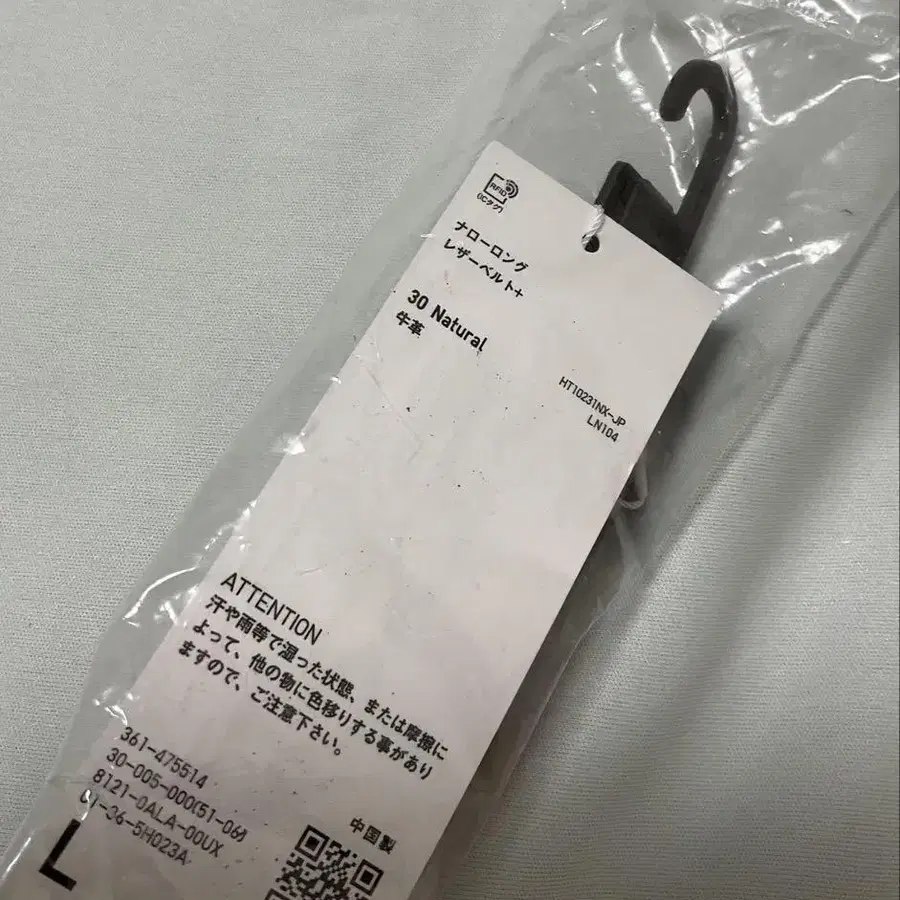 RFID
(ICタグ)
ナローロング
レザーベルト+
30 Natural
牛革
HT10231NX-JP
LN104
ATTENTION
汗や雨等で湿った状態、または摩擦に
よって、他の物に色移りする事があり
ますので、ご注意下さい。
361-475514
30-005-000(51-06)
8121-0ALA-00UX
01-36-5H023A
中国製
L